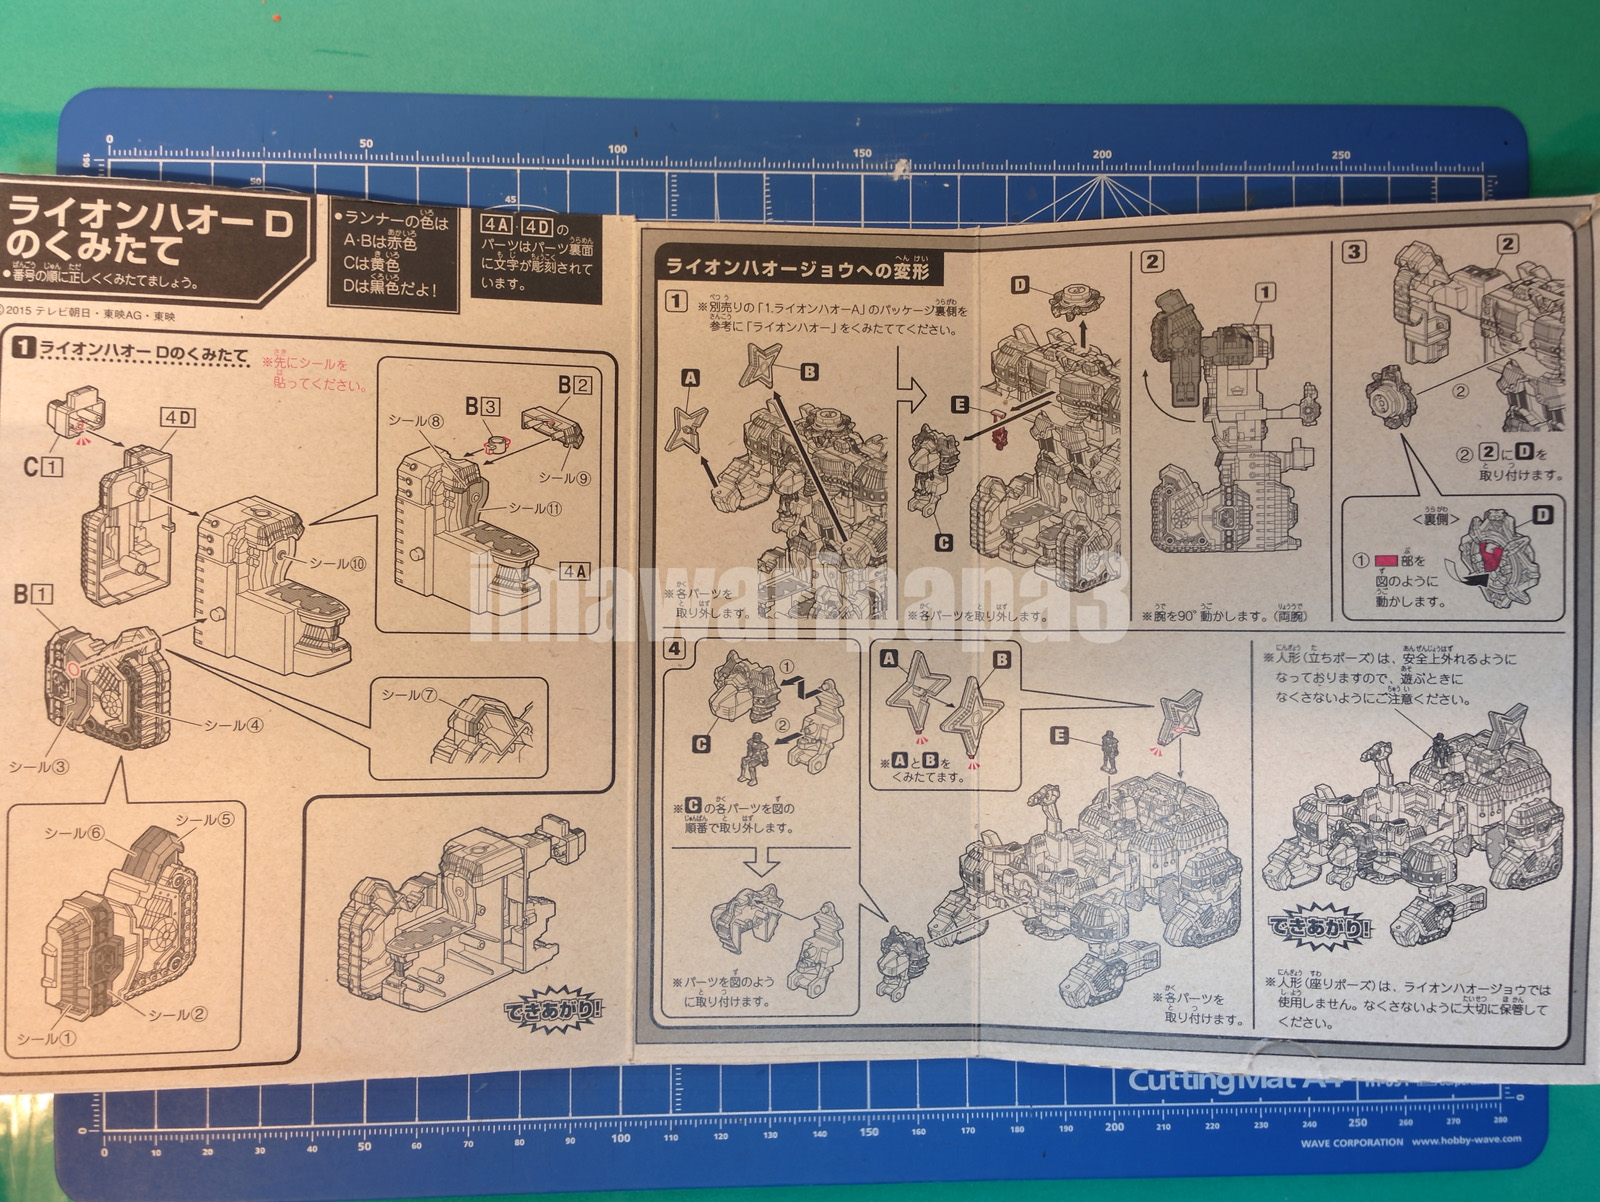 ライオンハオー D
のくみたて
●番号の順に正しくくみたてましょう。
©2015 テレビ朝日・東映AG・東映
●ランナーの色は
A・Bは赤色
Cは黄色
Dは黒色だよ！
4A・4Dの
パーツはパーツ裏面
に文字が彫刻されて
います。
1 ライオンハオー Dのくみたて
※先にシールを
貼ってください。
C1
4D
B1
シール⑧
B3
B2
シール⑨
シール⑪
シール⑩
4A
シール⑦
シール④
シール③
シール⑥
シール⑤
シール②
シール①
できあがり!
ライオンハオージョウへの変形
1
※別売りの「1.ライオンハオーA」のパッケージ裏側を
参考に「ライオンハオー」をくみたててください。
A
B
※各パーツを
取り外します。
D
E
C
※各パーツを取り外します。
2
1
※腕を90°動かします。（両腕）
3
2
②
② 2にDを
取り付けます。
<裏側>
D
① 部を
図のように
動かします。
4
①
②
C
※Cの各パーツを図の
順番で取り外します。
※パーツを図のよう
に取り付けます。
A
B
※AとBを
くみたてます。
E
※各パーツを
取り付けます。
※人形（立ちポーズ）は、安全上外れるように
なっておりますので、遊ぶときに
なくさないようにご注意ください。
できあがり!
※人形（座りポーズ）は、ライオンハオージョウでは
使用しません。なくさないように大切に保管して
ください。
imawaripapa3
0 50 100 150 200 250
CuttingMat A4
0 10 20 30 40 50 60 70 80 90 100 110 120 130 140 150 160 170 180 190 200 210 220 230 240 250 260 270 280
WAVE CORPORATION www.hobby-wave.com